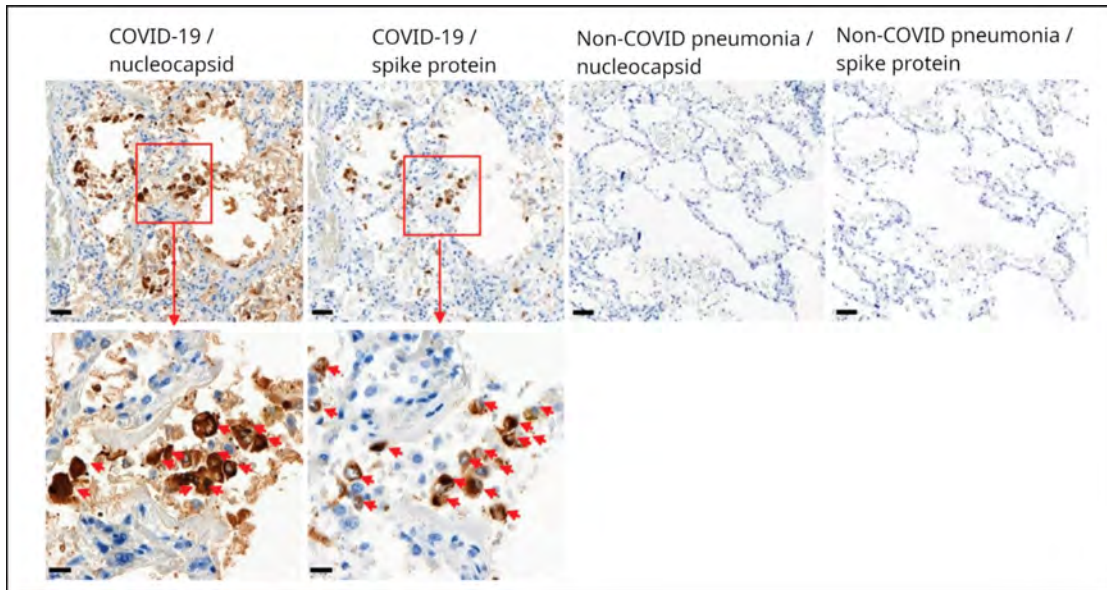 COVID-19 /
nucleocapsid
COVID-19 /
spike protein
Non-COVID pneumonia /
nucleocapsid
Non-COVID pneumonia /
spike protein